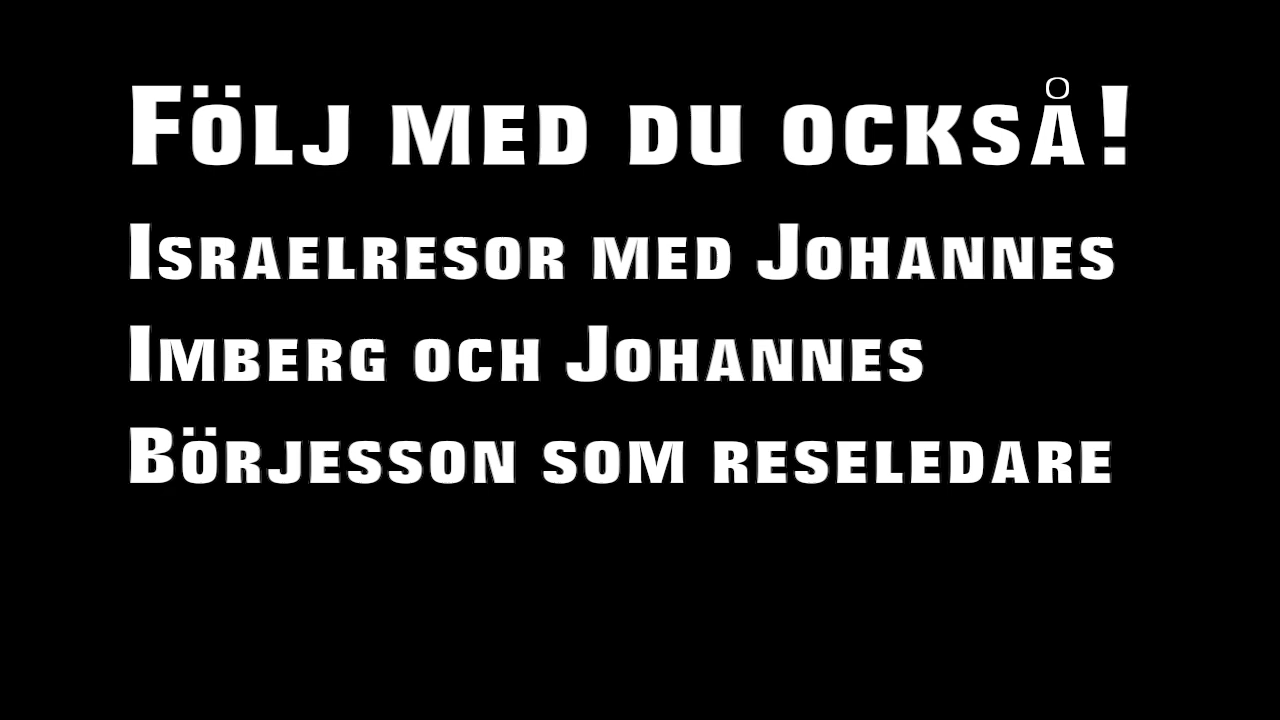 Följ med du också!
Israelresor med Johannes
Imberg och Johannes
Börjesson som reseledare